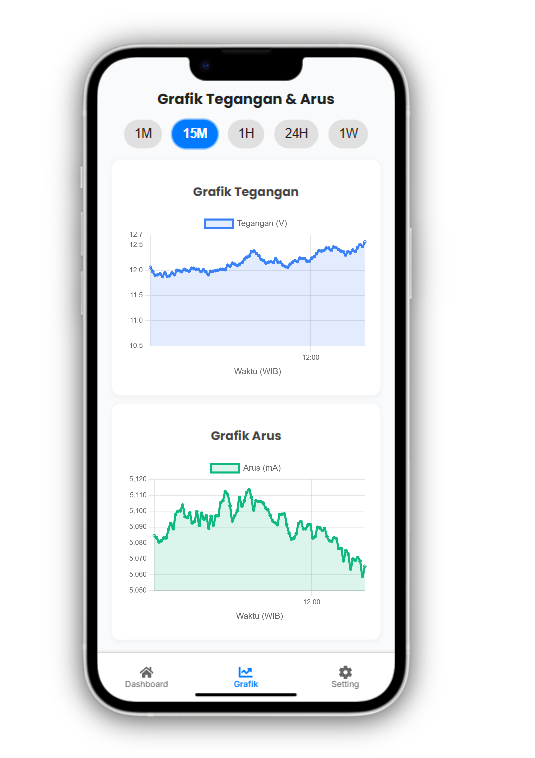 Grafik Tegangan & Arus
1M 15M 1H 24H 1W
Grafik Tegangan
Tegangan (V)
12.7
12.5
12.0
11.5
11.0
10.5
12:00
Waktu (WIB)
Grafik Arus
Arus (mA)
5,120
5,110
5,100
5,090
5,080
5,070
5,060
5,050
12:00
Waktu (WIB)
Dashboard Grafik Setting